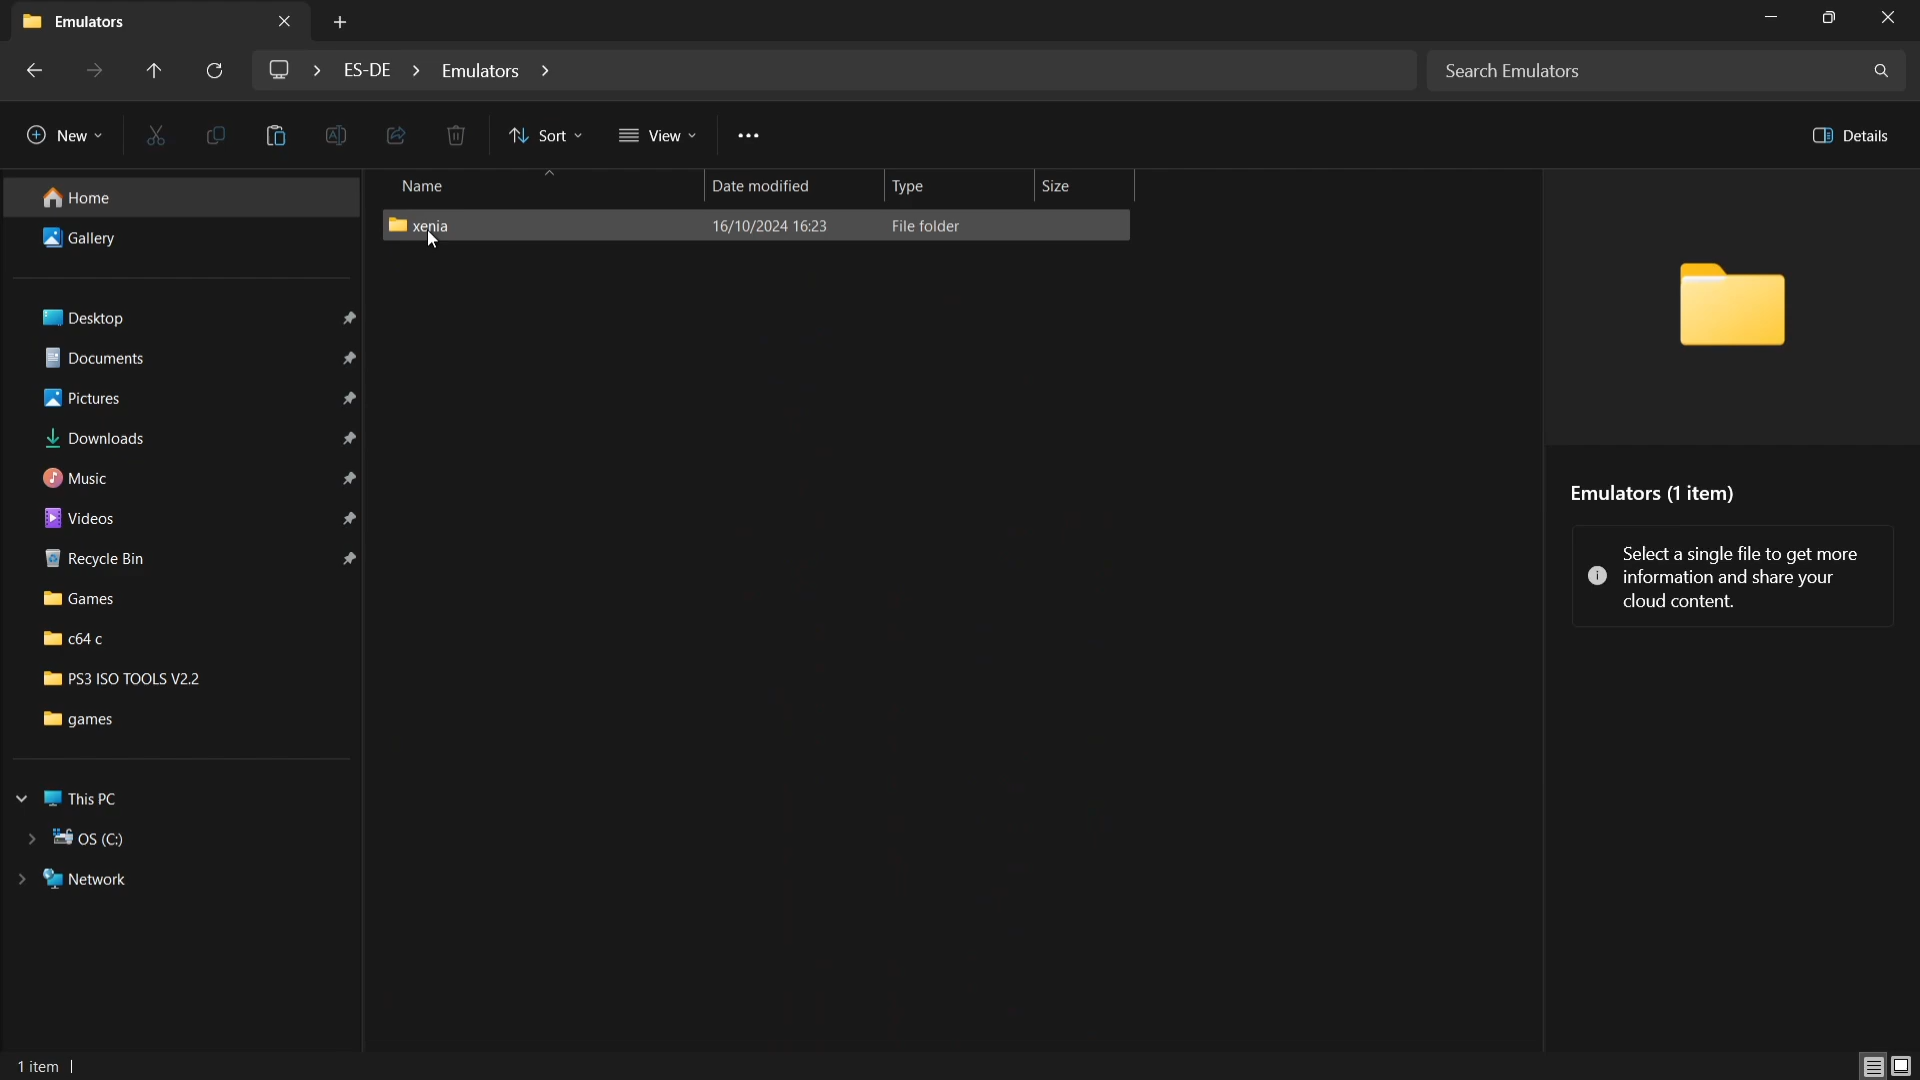 Emulators
ES-DE
Emulators
Search Emulators
New
Sort
View
Details
Home
Gallery
Desktop
Documents
Pictures
Downloads
Music
Videos
Recycle Bin
Games
c64 c
PS3 ISO TOOLS V2.2
games
This PC
OS (C:)
Network
Name Date modified Type Size
xenia 16/10/2024 16:23 File folder
Emulators (1 item)
Select a single file to get more
information and share your
cloud content.
1 item